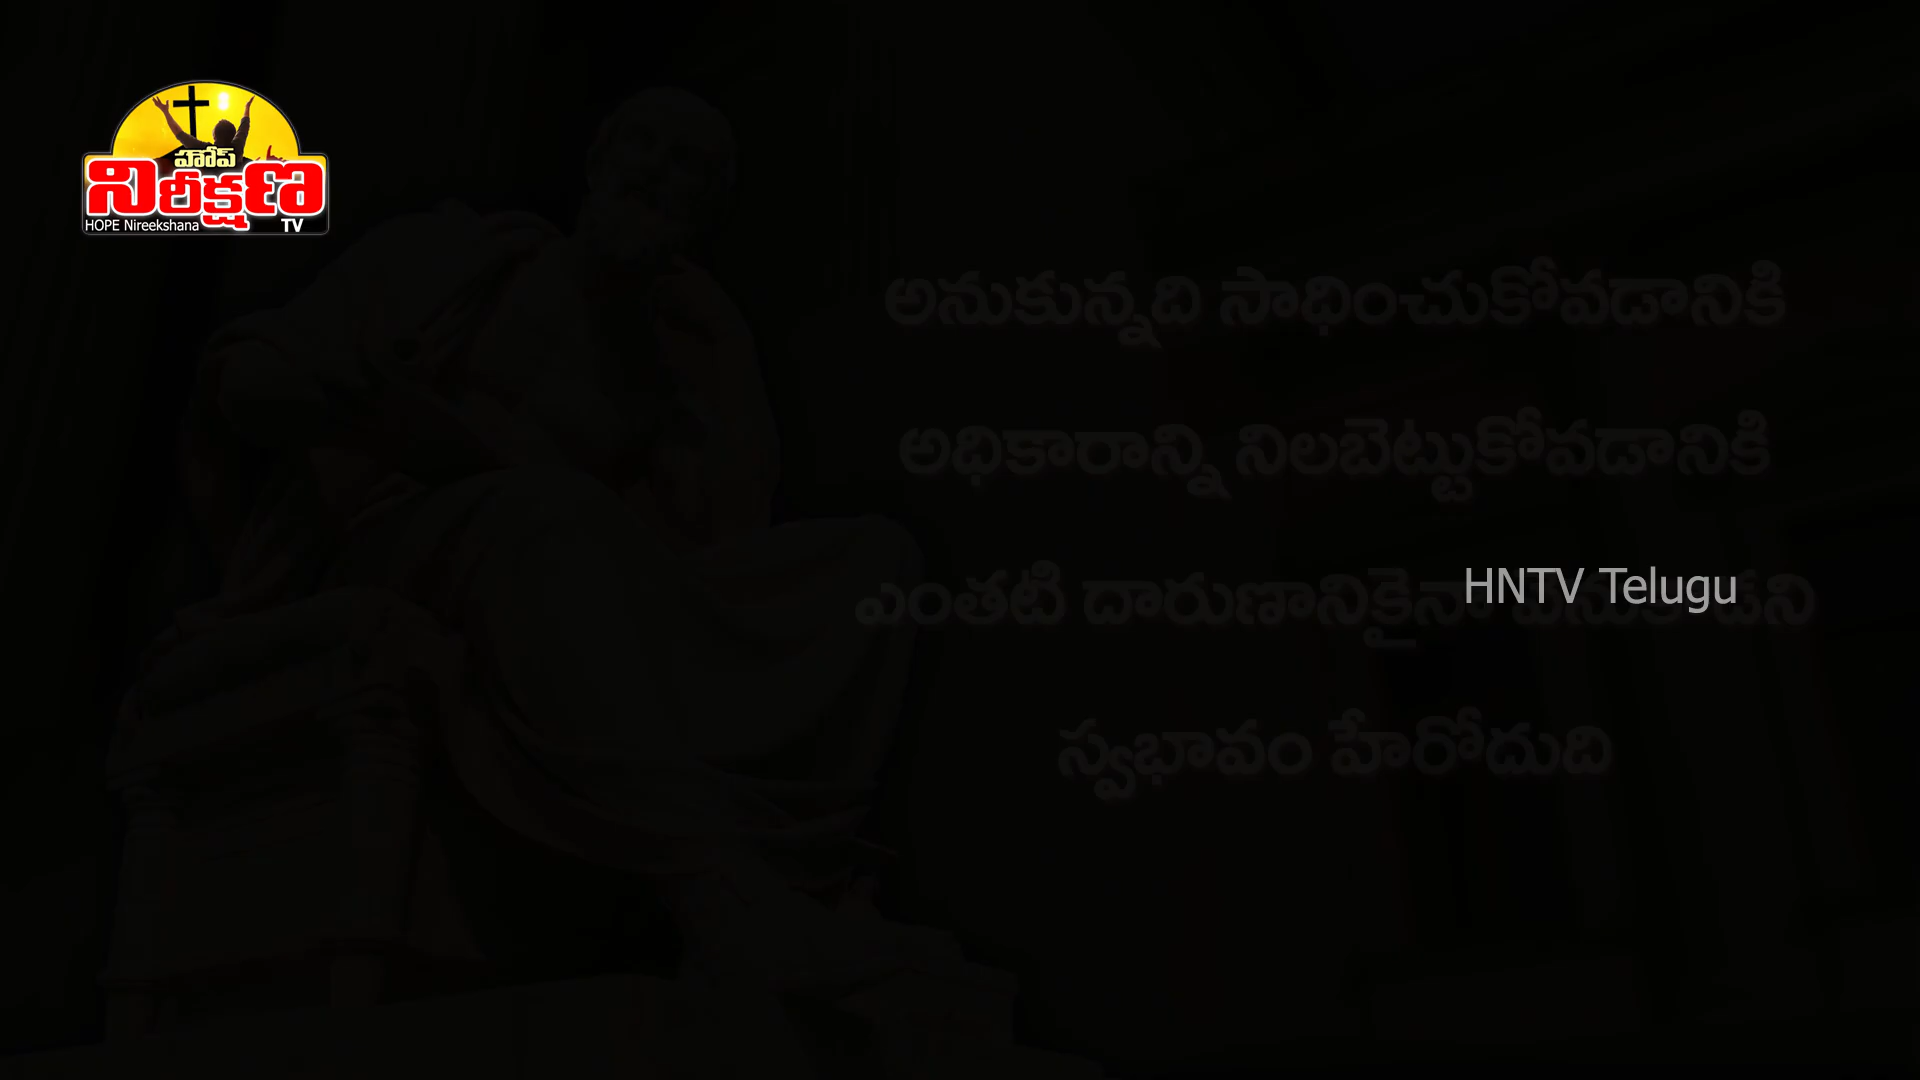 హోప్
నిరీక్షణ
HOPE Nireekshana TV
అనుకున్నది సాధించుకోవడానికి
అధికారాన్ని నిలబెట్టుకోవడానికి
ఎంతటి దారుణానికైనా
HNTV Telugu
స్వభావం హేరోదుది